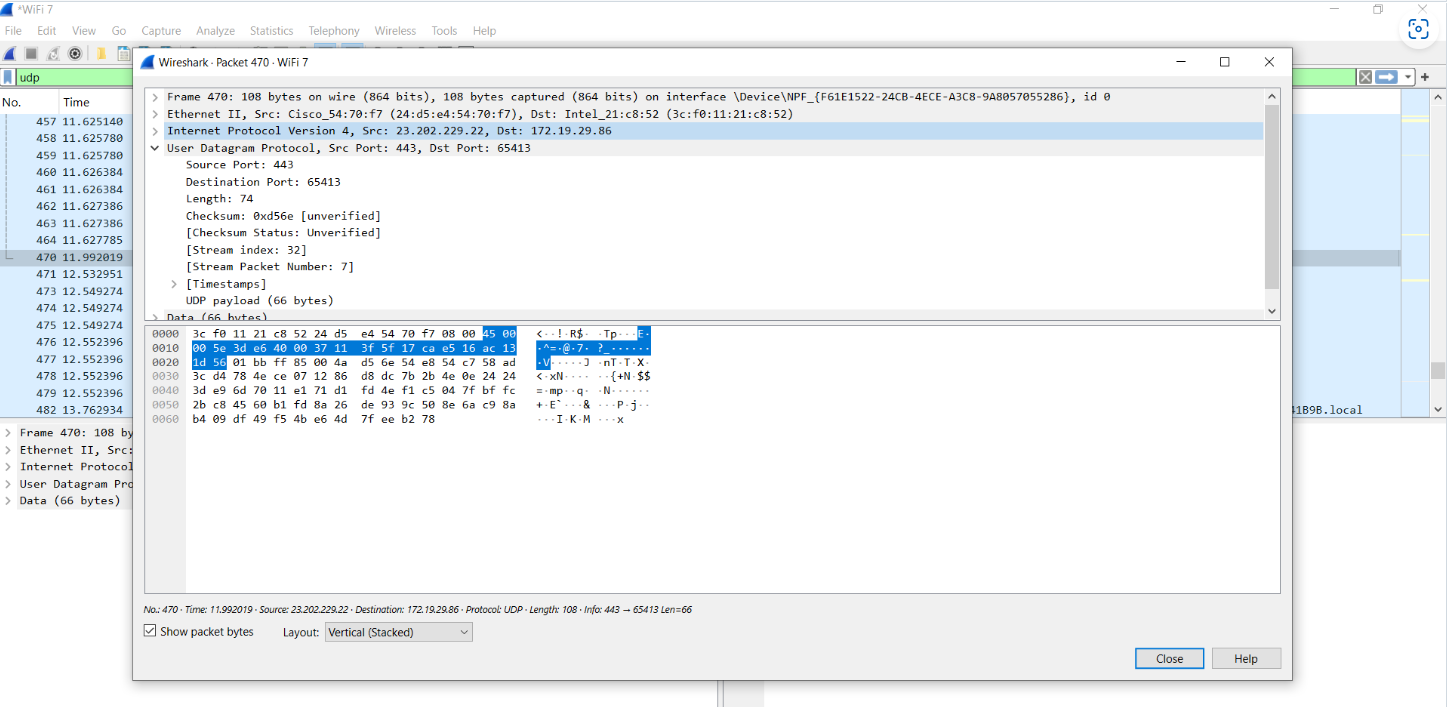 *WiFi 7
File Edit View Go Capture Analyze Statistics Telephony Wireless Tools Help
udp
No. Time
457 11.625140
458 11.625780
459 11.625780
460 11.626384
461 11.626384
462 11.627386
463 11.627386
464 11.627785
470 11.992019
471 12.532951
473 12.549274
474 12.549274
475 12.549274
476 12.552396
477 12.552396
478 12.552396
479 12.552396
482 13.762934
41B9B.local
Frame 470: 108 by
Ethernet II, Src:
Internet Protocol
User Datagram Pro
Data (66 bytes)
Wireshark · Packet 470 · WiFi 7
Frame 470: 108 bytes on wire (864 bits), 108 bytes captured (864 bits) on interface \Device\NPF_{F61E1522-24CB-4ECE-A3C8-9A8057055286}, id 0
Ethernet II, Src: Cisco_54:70:f7 (24:d5:e4:54:70:f7), Dst: Intel_21:c8:52 (3c:f0:11:21:c8:52)
Internet Protocol Version 4, Src: 23.202.229.22, Dst: 172.19.29.86
User Datagram Protocol, Src Port: 443, Dst Port: 65413
Source Port: 443
Destination Port: 65413
Length: 74
Checksum: 0xd56e [unverified]
[Checksum Status: Unverified]
[Stream index: 32]
[Stream Packet Number: 7]
[Timestamps]
UDP payload (66 bytes)
Data (66 bytes)
0000 3c f0 11 21 c8 52 24 d5 e4 54 70 f7 08 00 45 00 <··!·R$· ·Tp···E·
0010 00 5e 3d e6 40 00 37 11 3f 5f 17 ca e5 16 ac 13 ·^=·@·7· ?_······
0020 1d 56 01 bb ff 85 00 4a d5 6e 54 e8 54 c7 58 ad ·V·····J ·nT·T·X·
0030 3c d4 78 4e ce 07 12 86 d8 dc 7b 2b 4e 0e 24 24 <·xN···· ··{+N·$$
0040 3d e9 6d 70 11 e1 71 d1 fd 4e f1 c5 04 7f bf fc =·mp··q· ·N······
0050 2b c8 45 60 b1 fd 8a 26 de 93 9c 50 8e 6a c9 8a +·E`···& ···P·j··
0060 b4 09 df 49 f5 4b e6 4d 7f ee b2 78 ···I·K·M ···x
No.: 470 · Time: 11.992019 · Source: 23.202.229.22 · Destination: 172.19.29.86 · Protocol: UDP · Length: 108 · Info: 443 → 65413 Len=66
Show packet bytes Layout: Vertical (Stacked)
Close Help